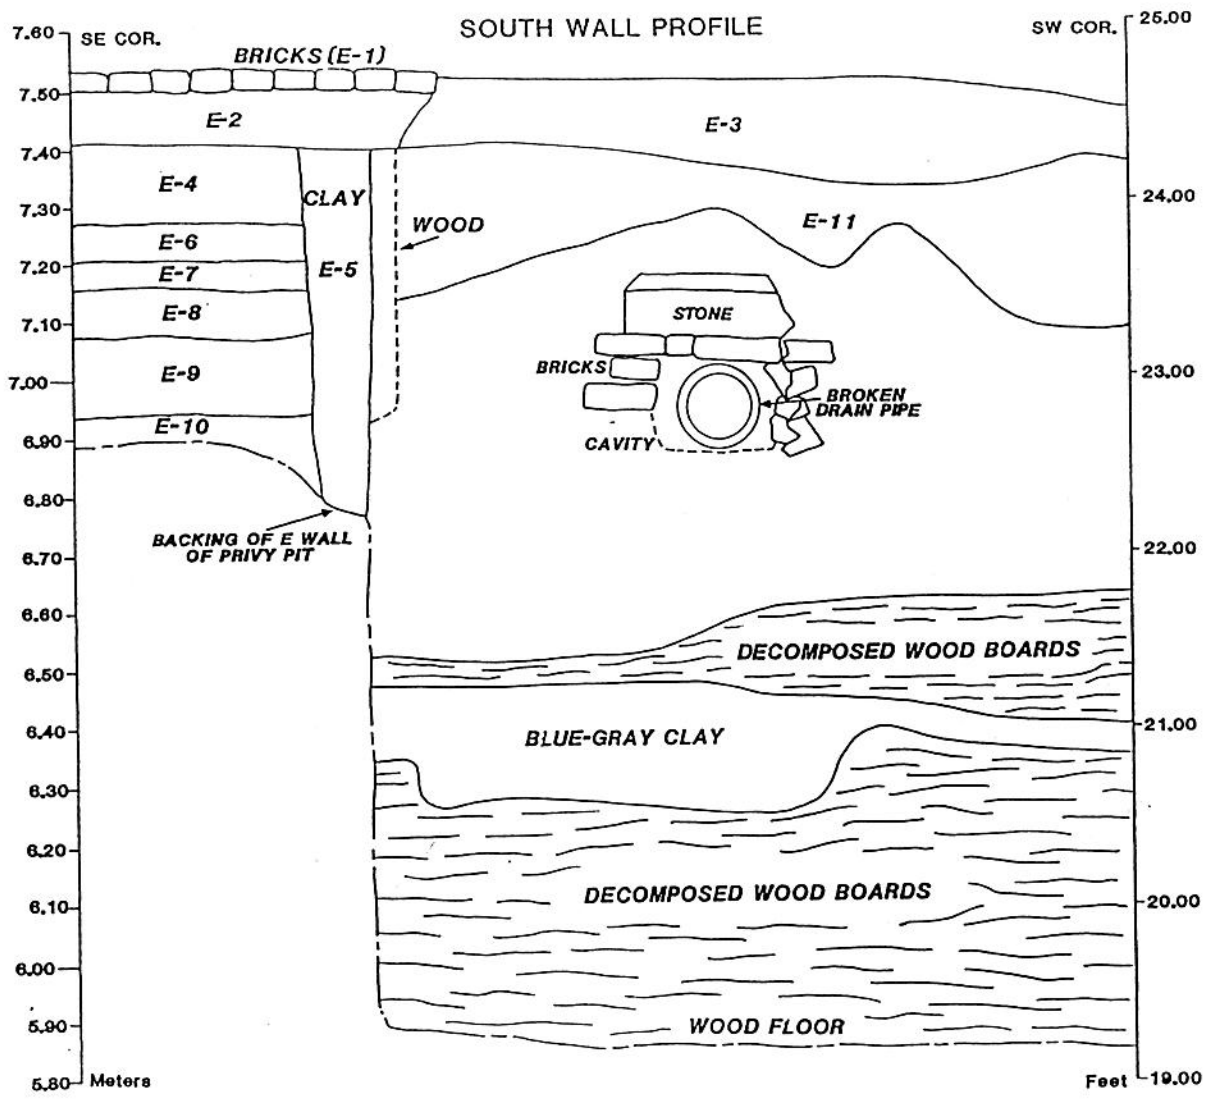 SOUTH WALL PROFILE
7.60
SE COR.
SW COR.
25.00
BRICKS (E-1)
7.50
E-2
E-3
7.40
E-4
CLAY
24.00
7.30
WOOD
E-11
E-6
7.20
E-7
E-5
E-8
STONE
7.10
BRICKS
23.00
7.00
E-9
BROKEN
DRAIN PIPE
E-10
6.90
CAVITY
6.80
BACKING OF E WALL
OF PRIVY PIT
22.00
6.70
6.60
DECOMPOSED WOOD BOARDS
6.50
21.00
6.40
BLUE-GRAY CLAY
6.30
6.20
DECOMPOSED WOOD BOARDS
6.10
20.00
6.00
5.90
WOOD FLOOR
5.80
Meters
Feet
19.00